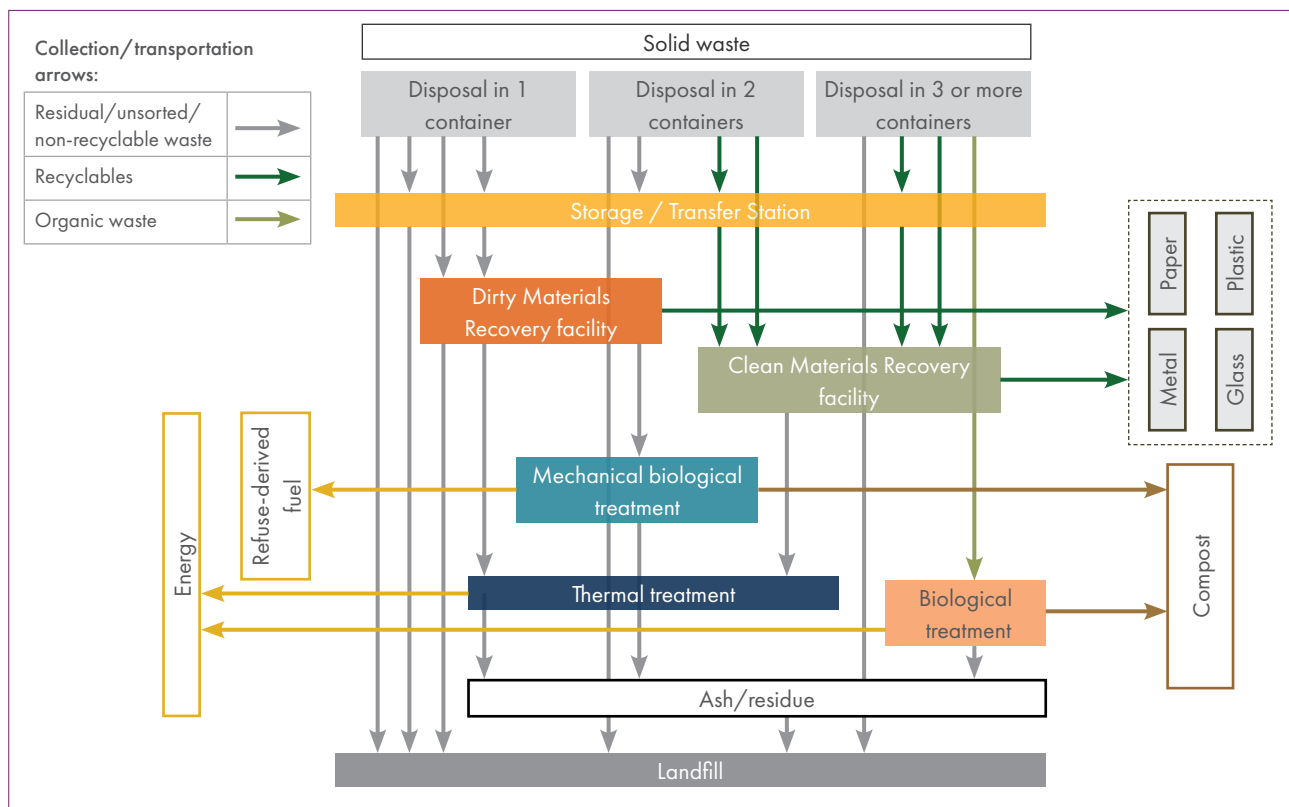 Collection/transportation
arrows:
Residual/unsorted/
non-recyclable waste
Recyclables
Organic waste
Solid waste
Disposal in 1
container
Disposal in 2
containers
Disposal in 3 or more
containers
Storage / Transfer Station
Dirty Materials
Recovery facility
Clean Materials Recovery
facility
Paper
Plastic
Metal
Glass
Mechanical biological
treatment
Refuse-derived
fuel
Energy
Thermal treatment
Biological
treatment
Compost
Ash/residue
Landfill